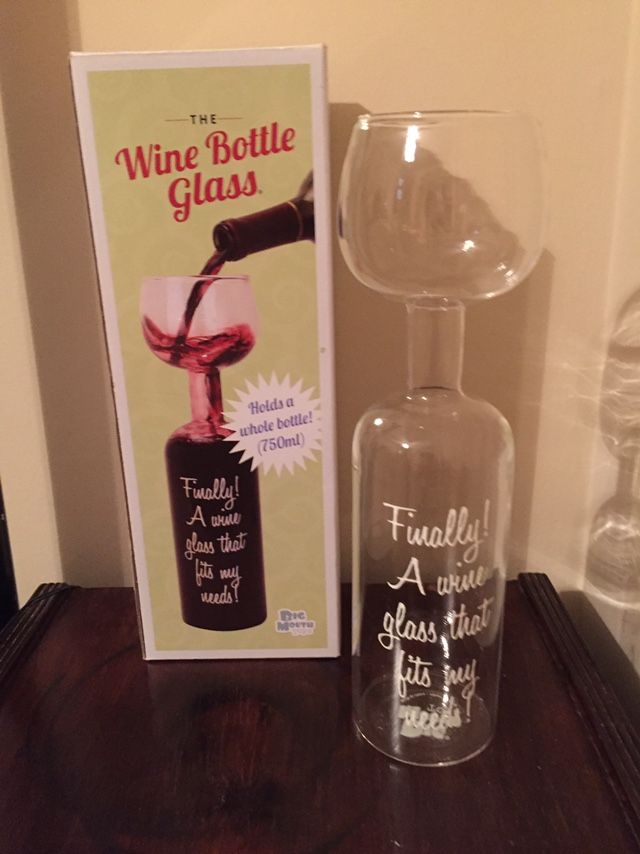 THE
Wine Bottle
Glass
Holds a
whole bottle!
(750ml)
Finally!
A wine
glass that
fits my
needs!
BIG
MOUTH
Finally!
A wine
glass that
fits my
needs!